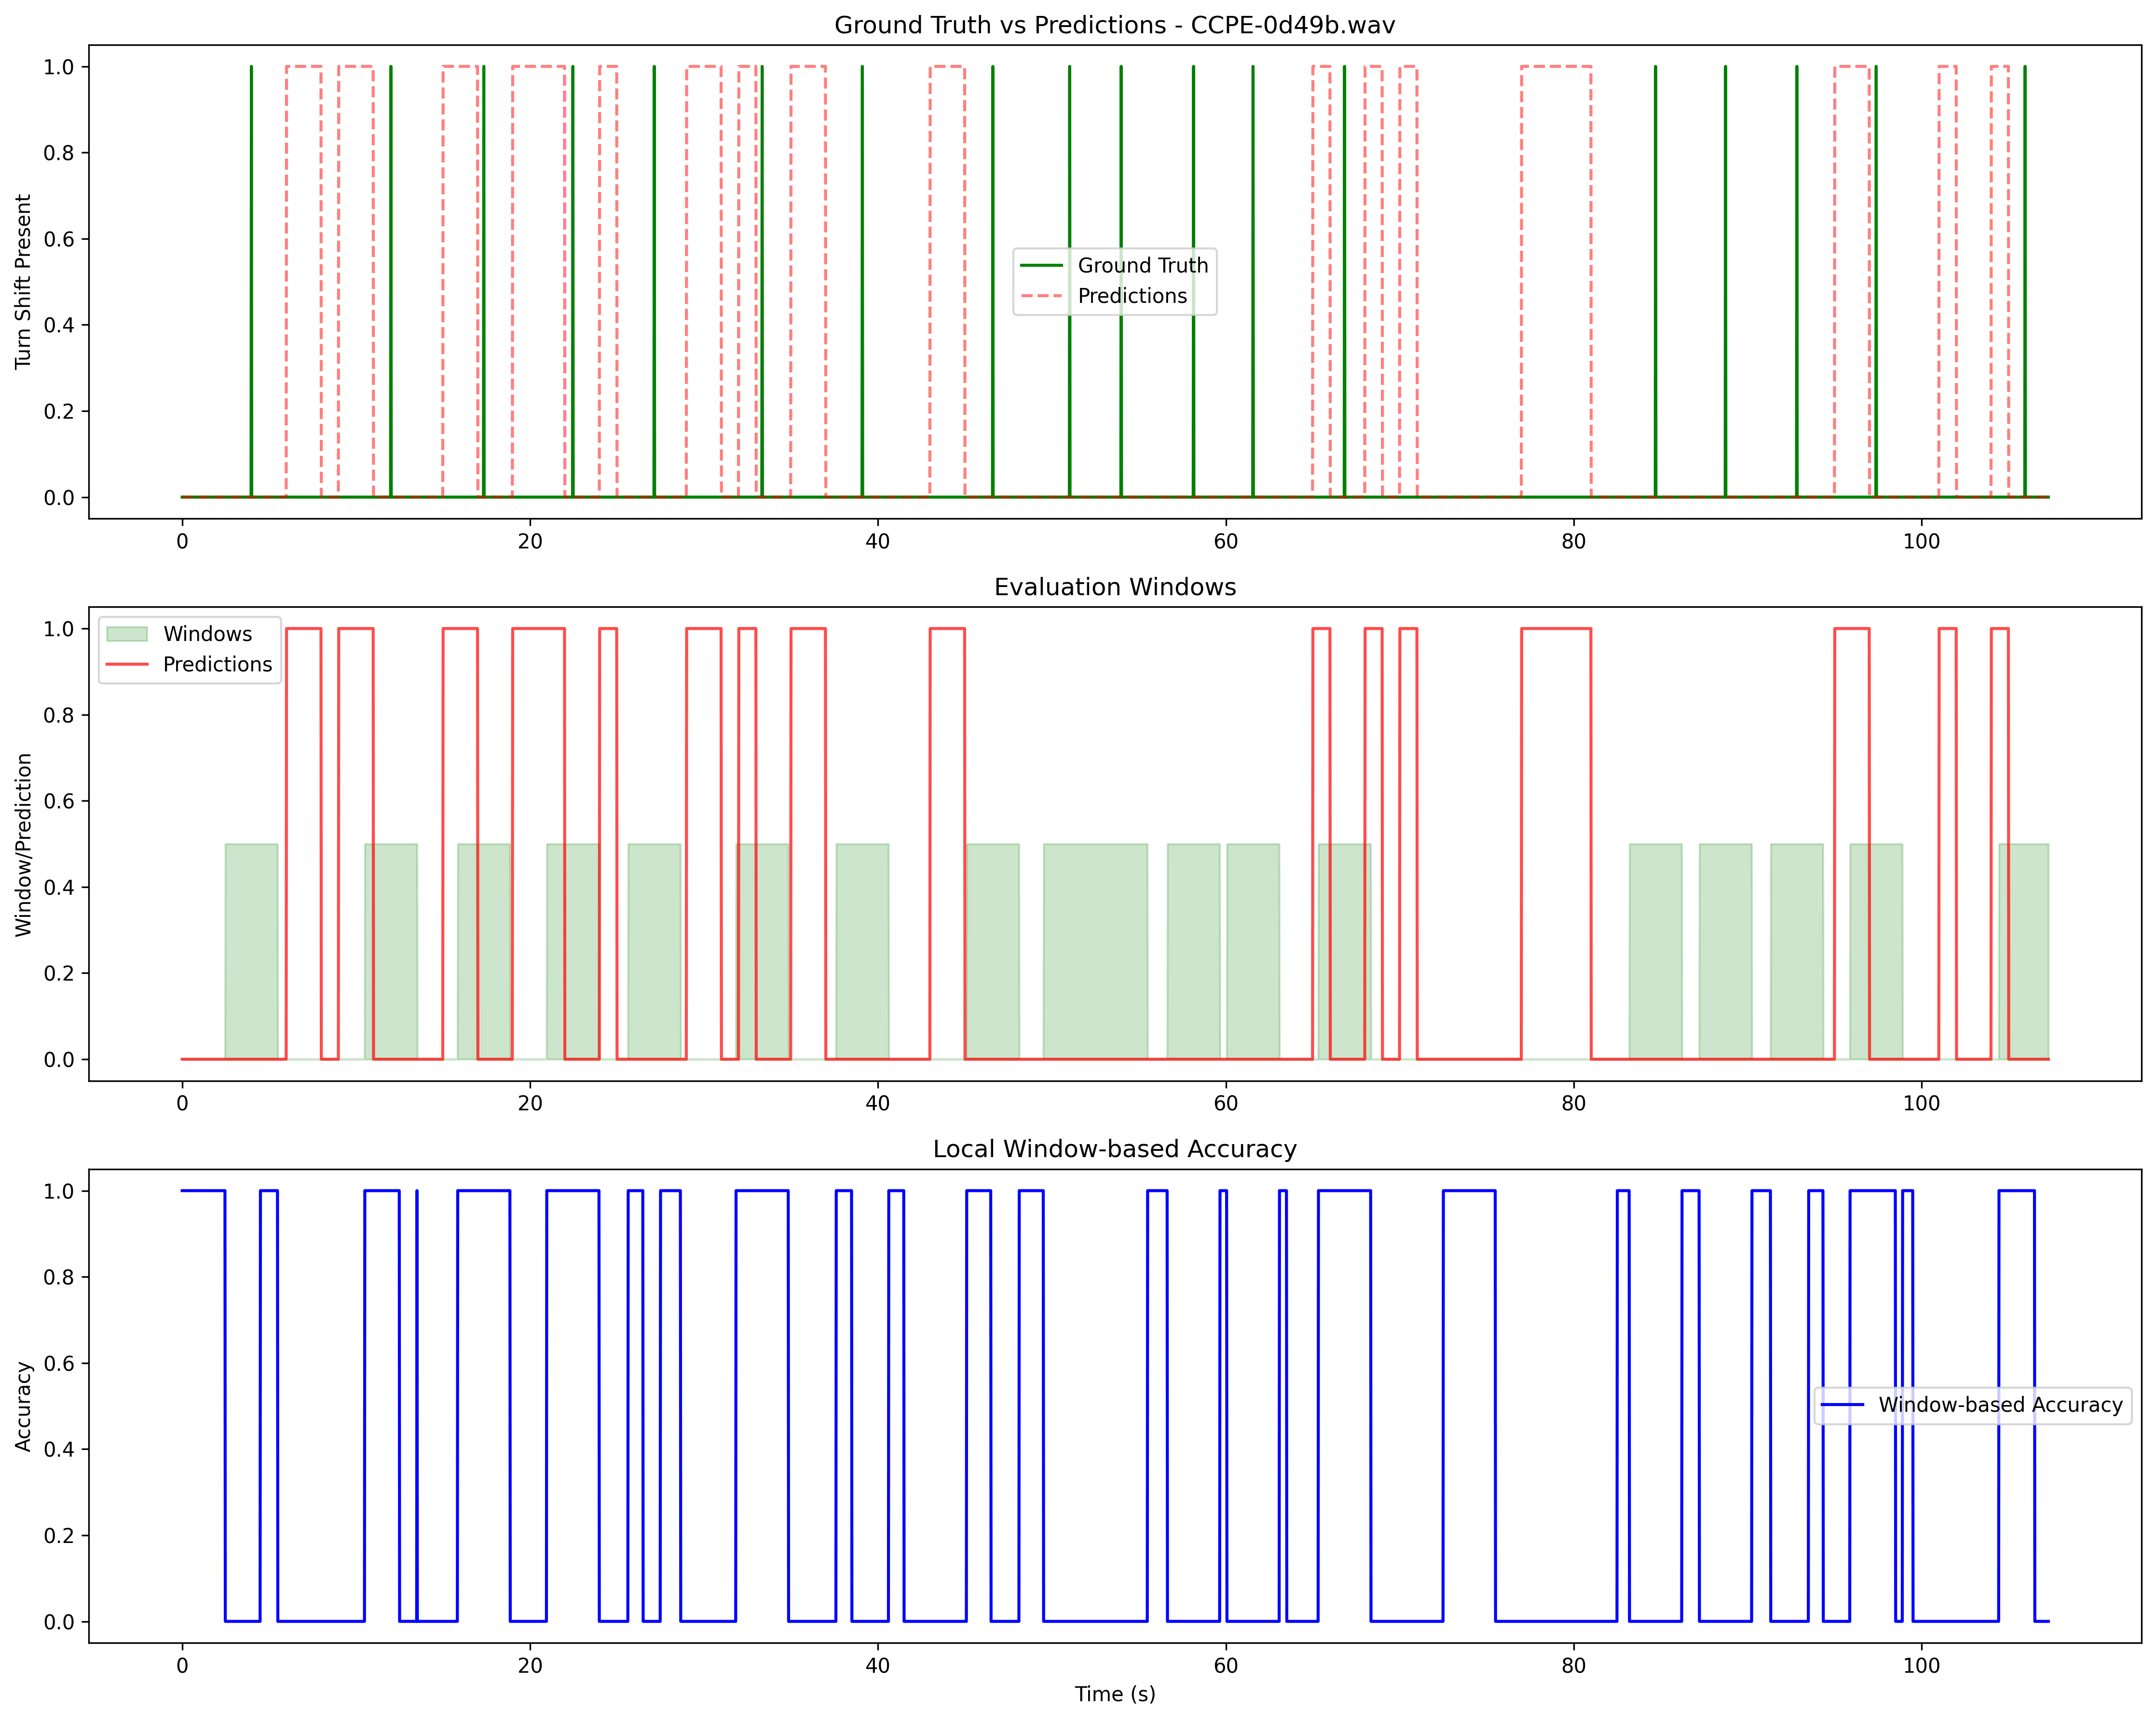 Ground Truth vs Predictions - CCPE-0d49b.wav
1.0
0.8
0.6
0.4
0.2
0.0
Turn Shift Present
Ground Truth
Predictions
0 20 40 60 80 100
Evaluation Windows
1.0
0.8
0.6
0.4
0.2
0.0
Window/Prediction
Windows
Predictions
0 20 40 60 80 100
Local Window-based Accuracy
1.0
0.8
0.6
0.4
0.2
0.0
Accuracy
Window-based Accuracy
0 20 40 60 80 100
Time (s)